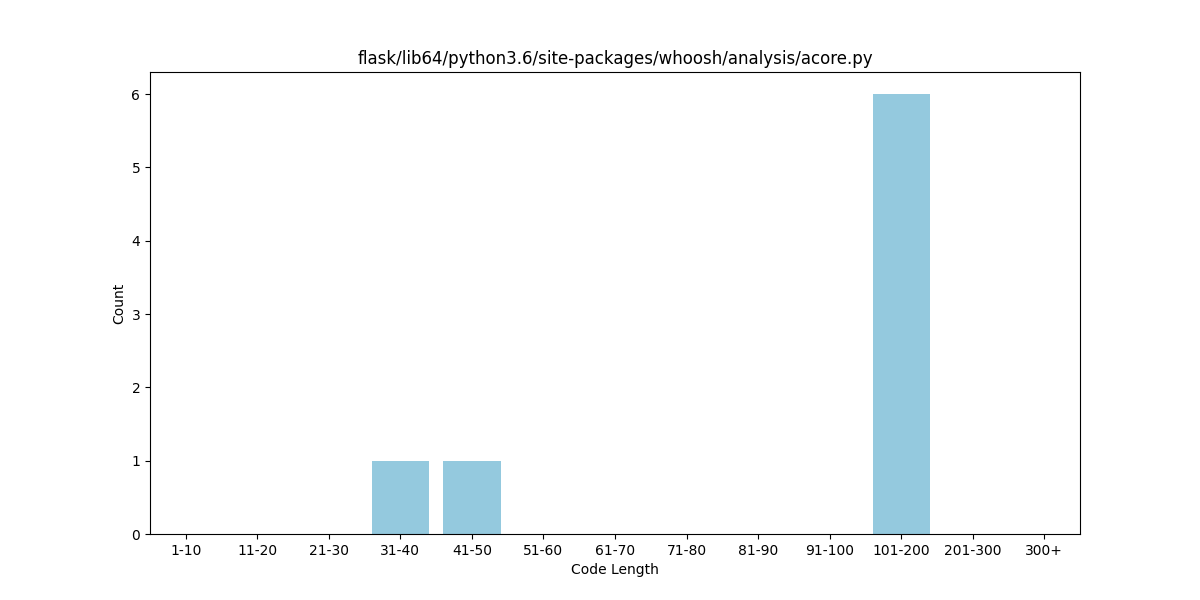 flask/lib64/python3.6/site-packages/whoosh/analysis/acore.py
6
5
4
3
2
1
0
Count
1-10 11-20 21-30 31-40 41-50 51-60 61-70 71-80 81-90 91-100 101-200 201-300 300+
Code Length